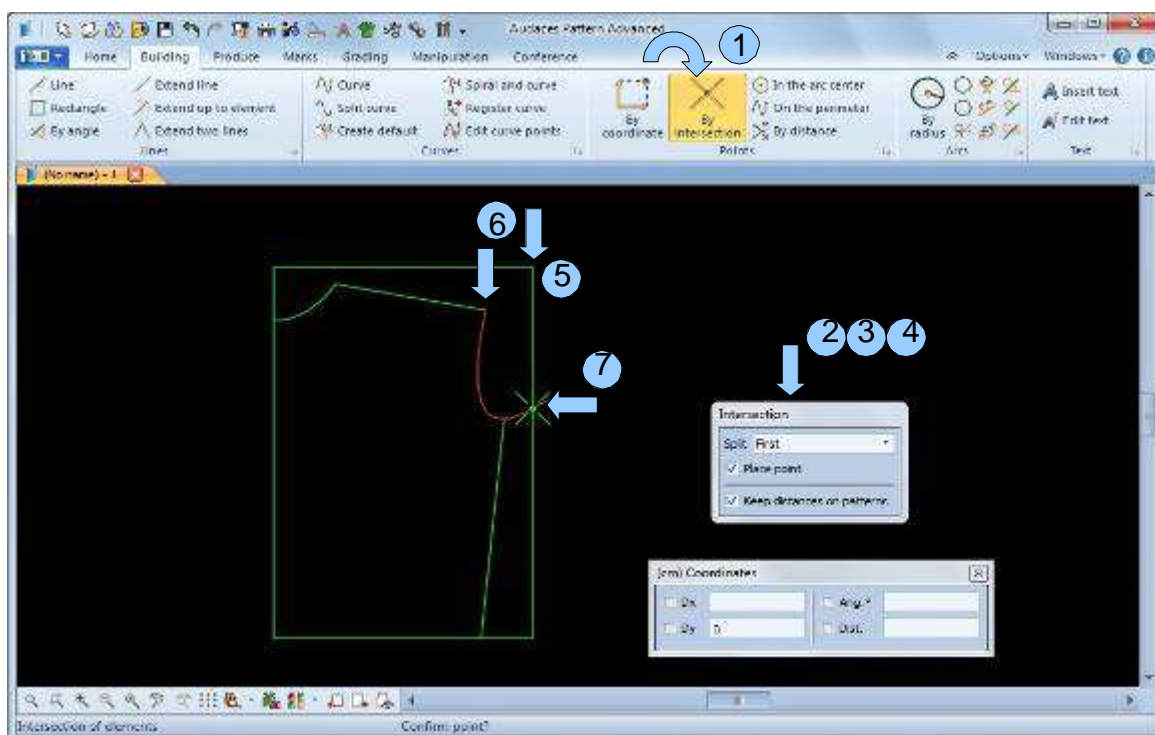 Audaces Pattern Advanced
1
Home Building Produce Marks Grading Manipulation Conference Options Windows
Line Extend line Curve Spiral and curve In the arc center Insert text
Rectangle Extend up to element Split curve Register curve By coordinate By intersection On the perimeter By radius Edit text
By angle Extend two lines Create default Edit curve points By distance
Lines Curves Points Arcs Text
(No name) - 1
6
5
2 3 4
7
Intersection
Split First
Place point
Keep distances on patterns
(cm) Coordinates
Dx Ang.º
Dy 0 Dist.
Intersection of elements Confirm point?